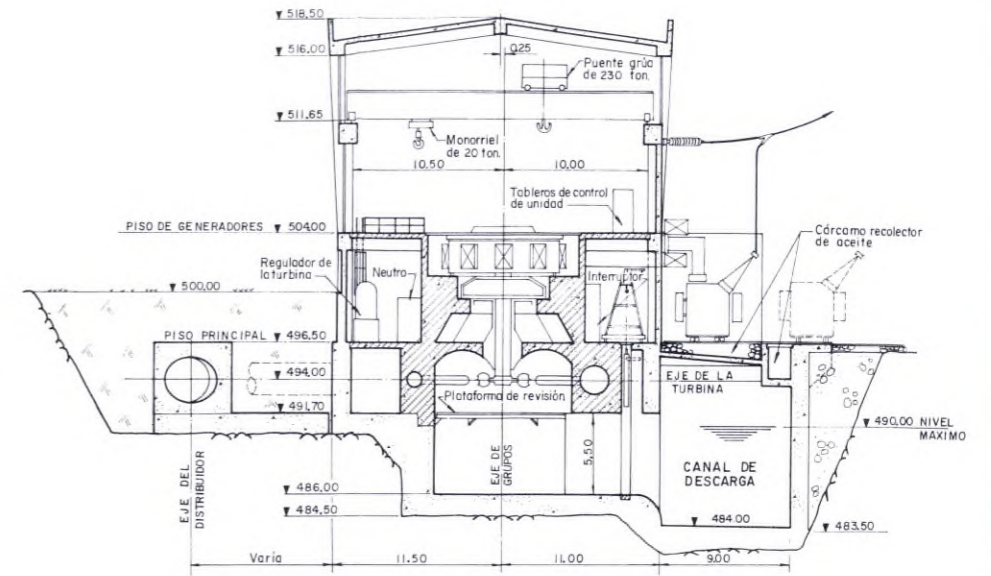 518.50
516.00
0.25
Puente grúa
de 230 ton.
511.65
Monorriel
de 20 ton.
10.50
10.00
Tableros de control
de unidad
PISO DE GENERADORES
504.00
Cárcamo recolector
de aceite
Regulador de
la turbina
Neutro
Interruptor
500.00
PISO PRINCIPAL
496.50
494.00
EJE DE LA
TURBINA
Plataforma de revisión
491.70
490.00 NIVEL
MAXIMO
5.50
EJE DE
GRUPOS
CANAL DE
DESCARGA
EJE DEL
DISTRIBUIDOR
486.00
484.50
484.00
483.50
Varía
11.50
11.00
9.00